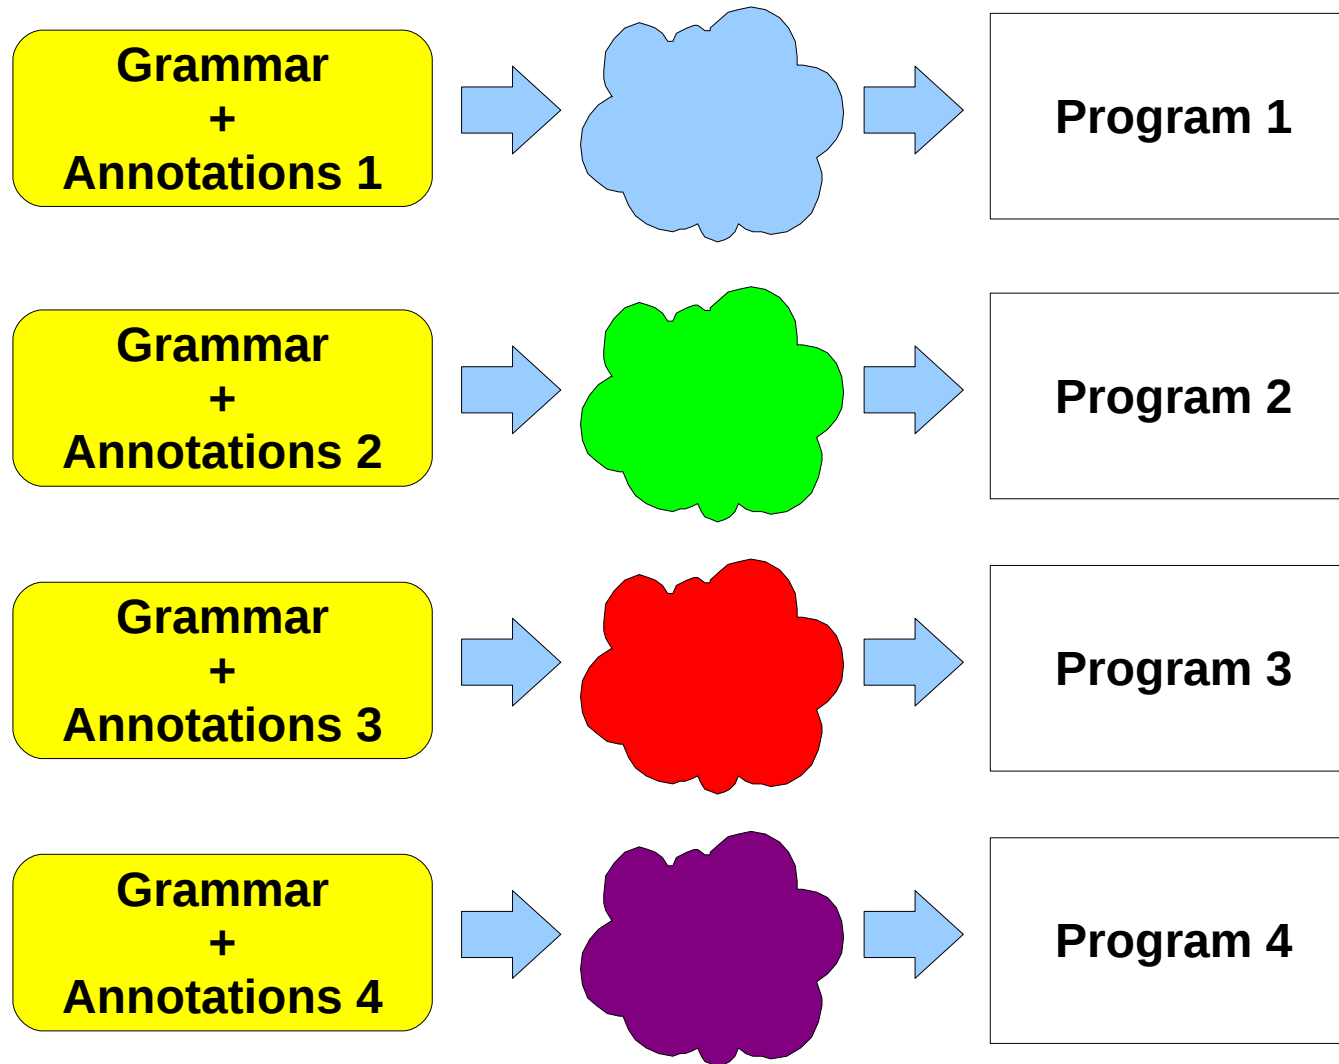 Grammar
+
Annotations 1
Program 1
Grammar
+
Annotations 2
Program 2
Grammar
+
Annotations 3
Program 3
Grammar
+
Annotations 4
Program 4